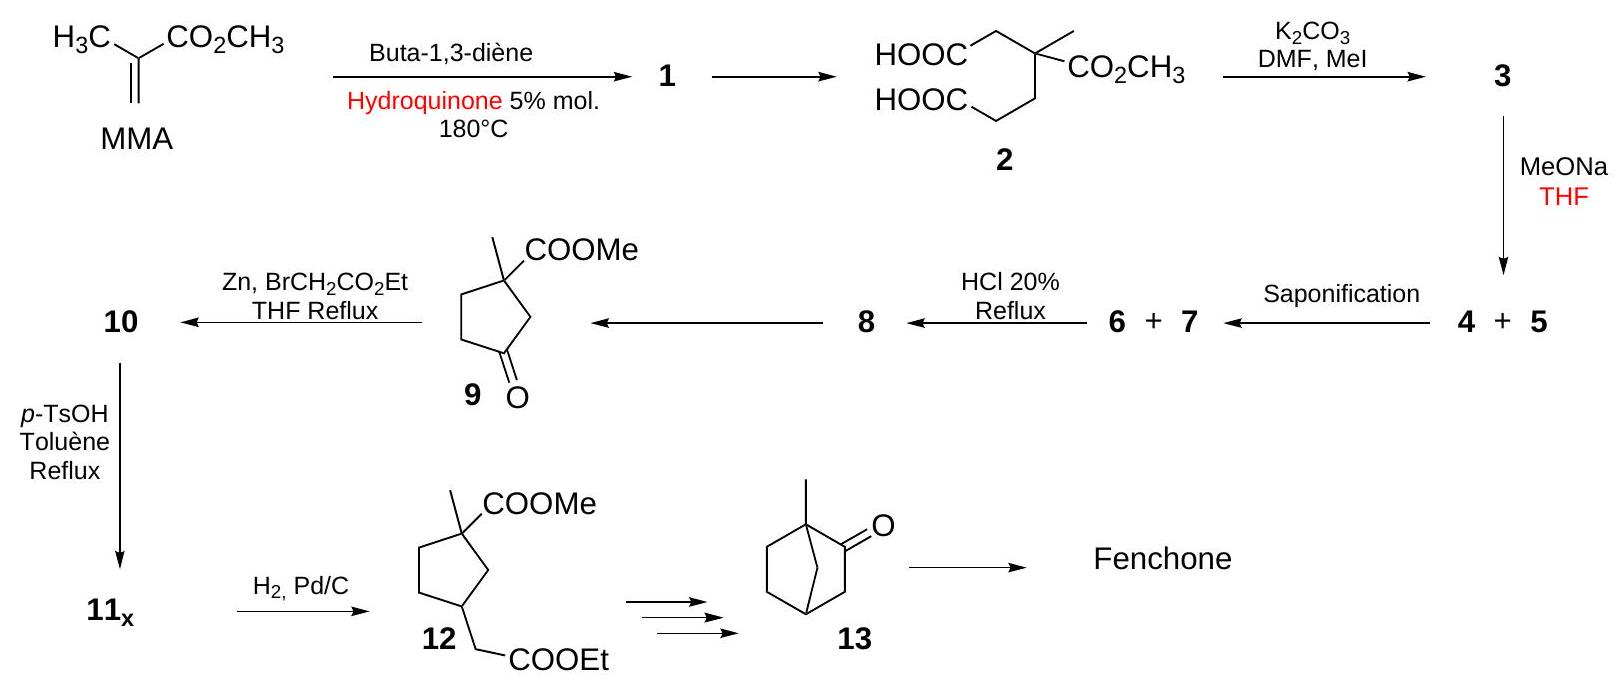 H3C CO2CH3
MMA
Buta-1,3-diène
Hydroquinone 5% mol.
180°C
1
HOOC
CO2CH3
HOOC
2
K2CO3
DMF, MeI
3
MeONa
THF
4 + 5
Saponification
6 + 7
HCl 20%
Reflux
8
COOMe
O
9
Zn, BrCH2CO2Et
THF Reflux
10
p-TsOH
Toluène
Reflux
11x
H2, Pd/C
COOMe
12
COOEt
O
13
Fenchone